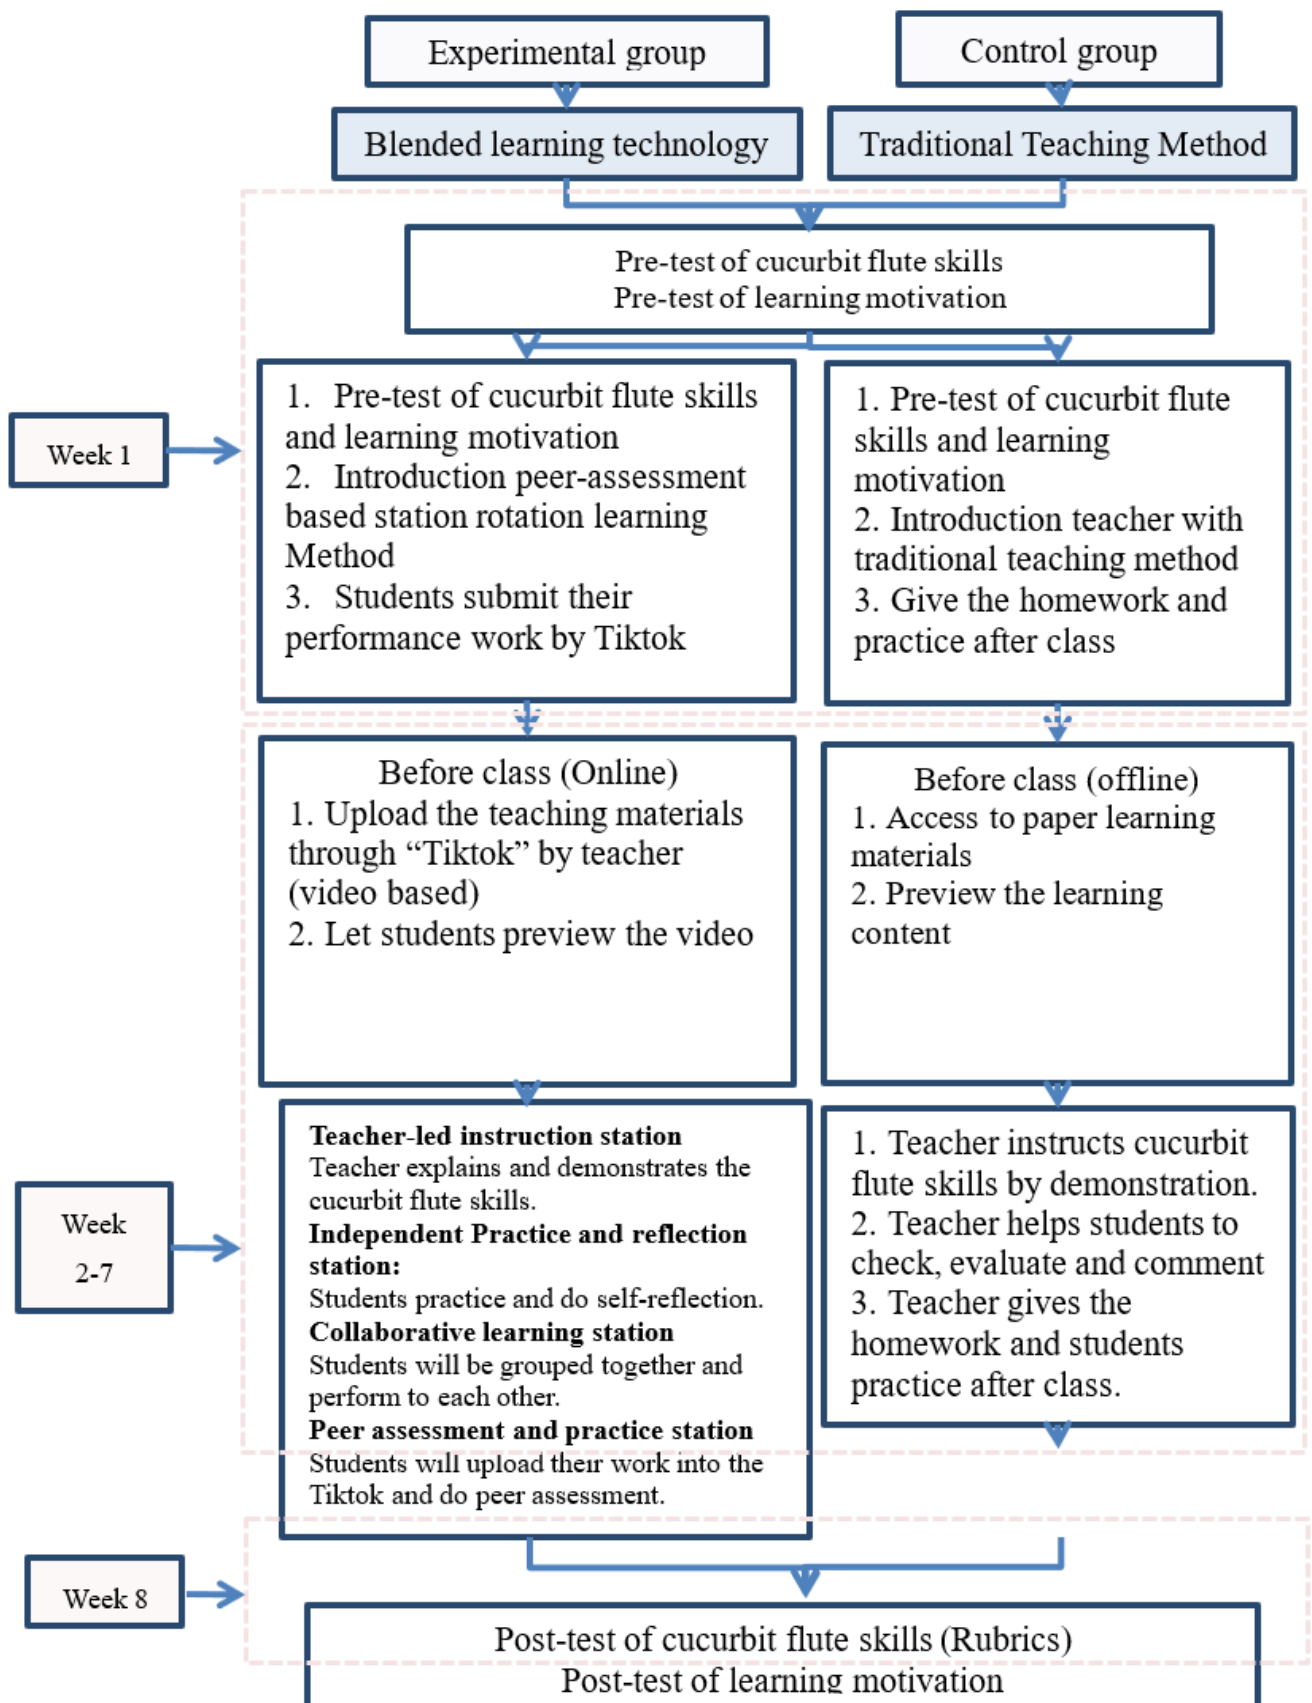 Experimental group
Control group
Blended learning technology
Traditional Teaching Method
Pre-test of cucurbit flute skills
Pre-test of learning motivation
Week 1
1. Pre-test of cucurbit flute skills
and learning motivation
2. Introduction peer-assessment
based station rotation learning
Method
3. Students submit their
performance work by Tiktok
1. Pre-test of cucurbit flute
skills and learning
motivation
2. Introduction teacher with
traditional teaching method
3. Give the homework and
practice after class
Before class (Online)
1. Upload the teaching materials
through “Tiktok” by teacher
(video based)
2. Let students preview the video
Before class (offline)
1. Access to paper learning
materials
2. Preview the learning
content
Week
2-7
Teacher-led instruction station
Teacher explains and demonstrates the
cucurbit flute skills.
Independent Practice and reflection
station:
Students practice and do self-reflection.
Collaborative learning station
Students will be grouped together and
perform to each other.
Peer assessment and practice station
Students will upload their work into the
Tiktok and do peer assessment.
1. Teacher instructs cucurbit
flute skills by demonstration.
2. Teacher helps students to
check, evaluate and comment
3. Teacher gives the
homework and students
practice after class.
Week 8
Post-test of cucurbit flute skills (Rubrics)
Post-test of learning motivation